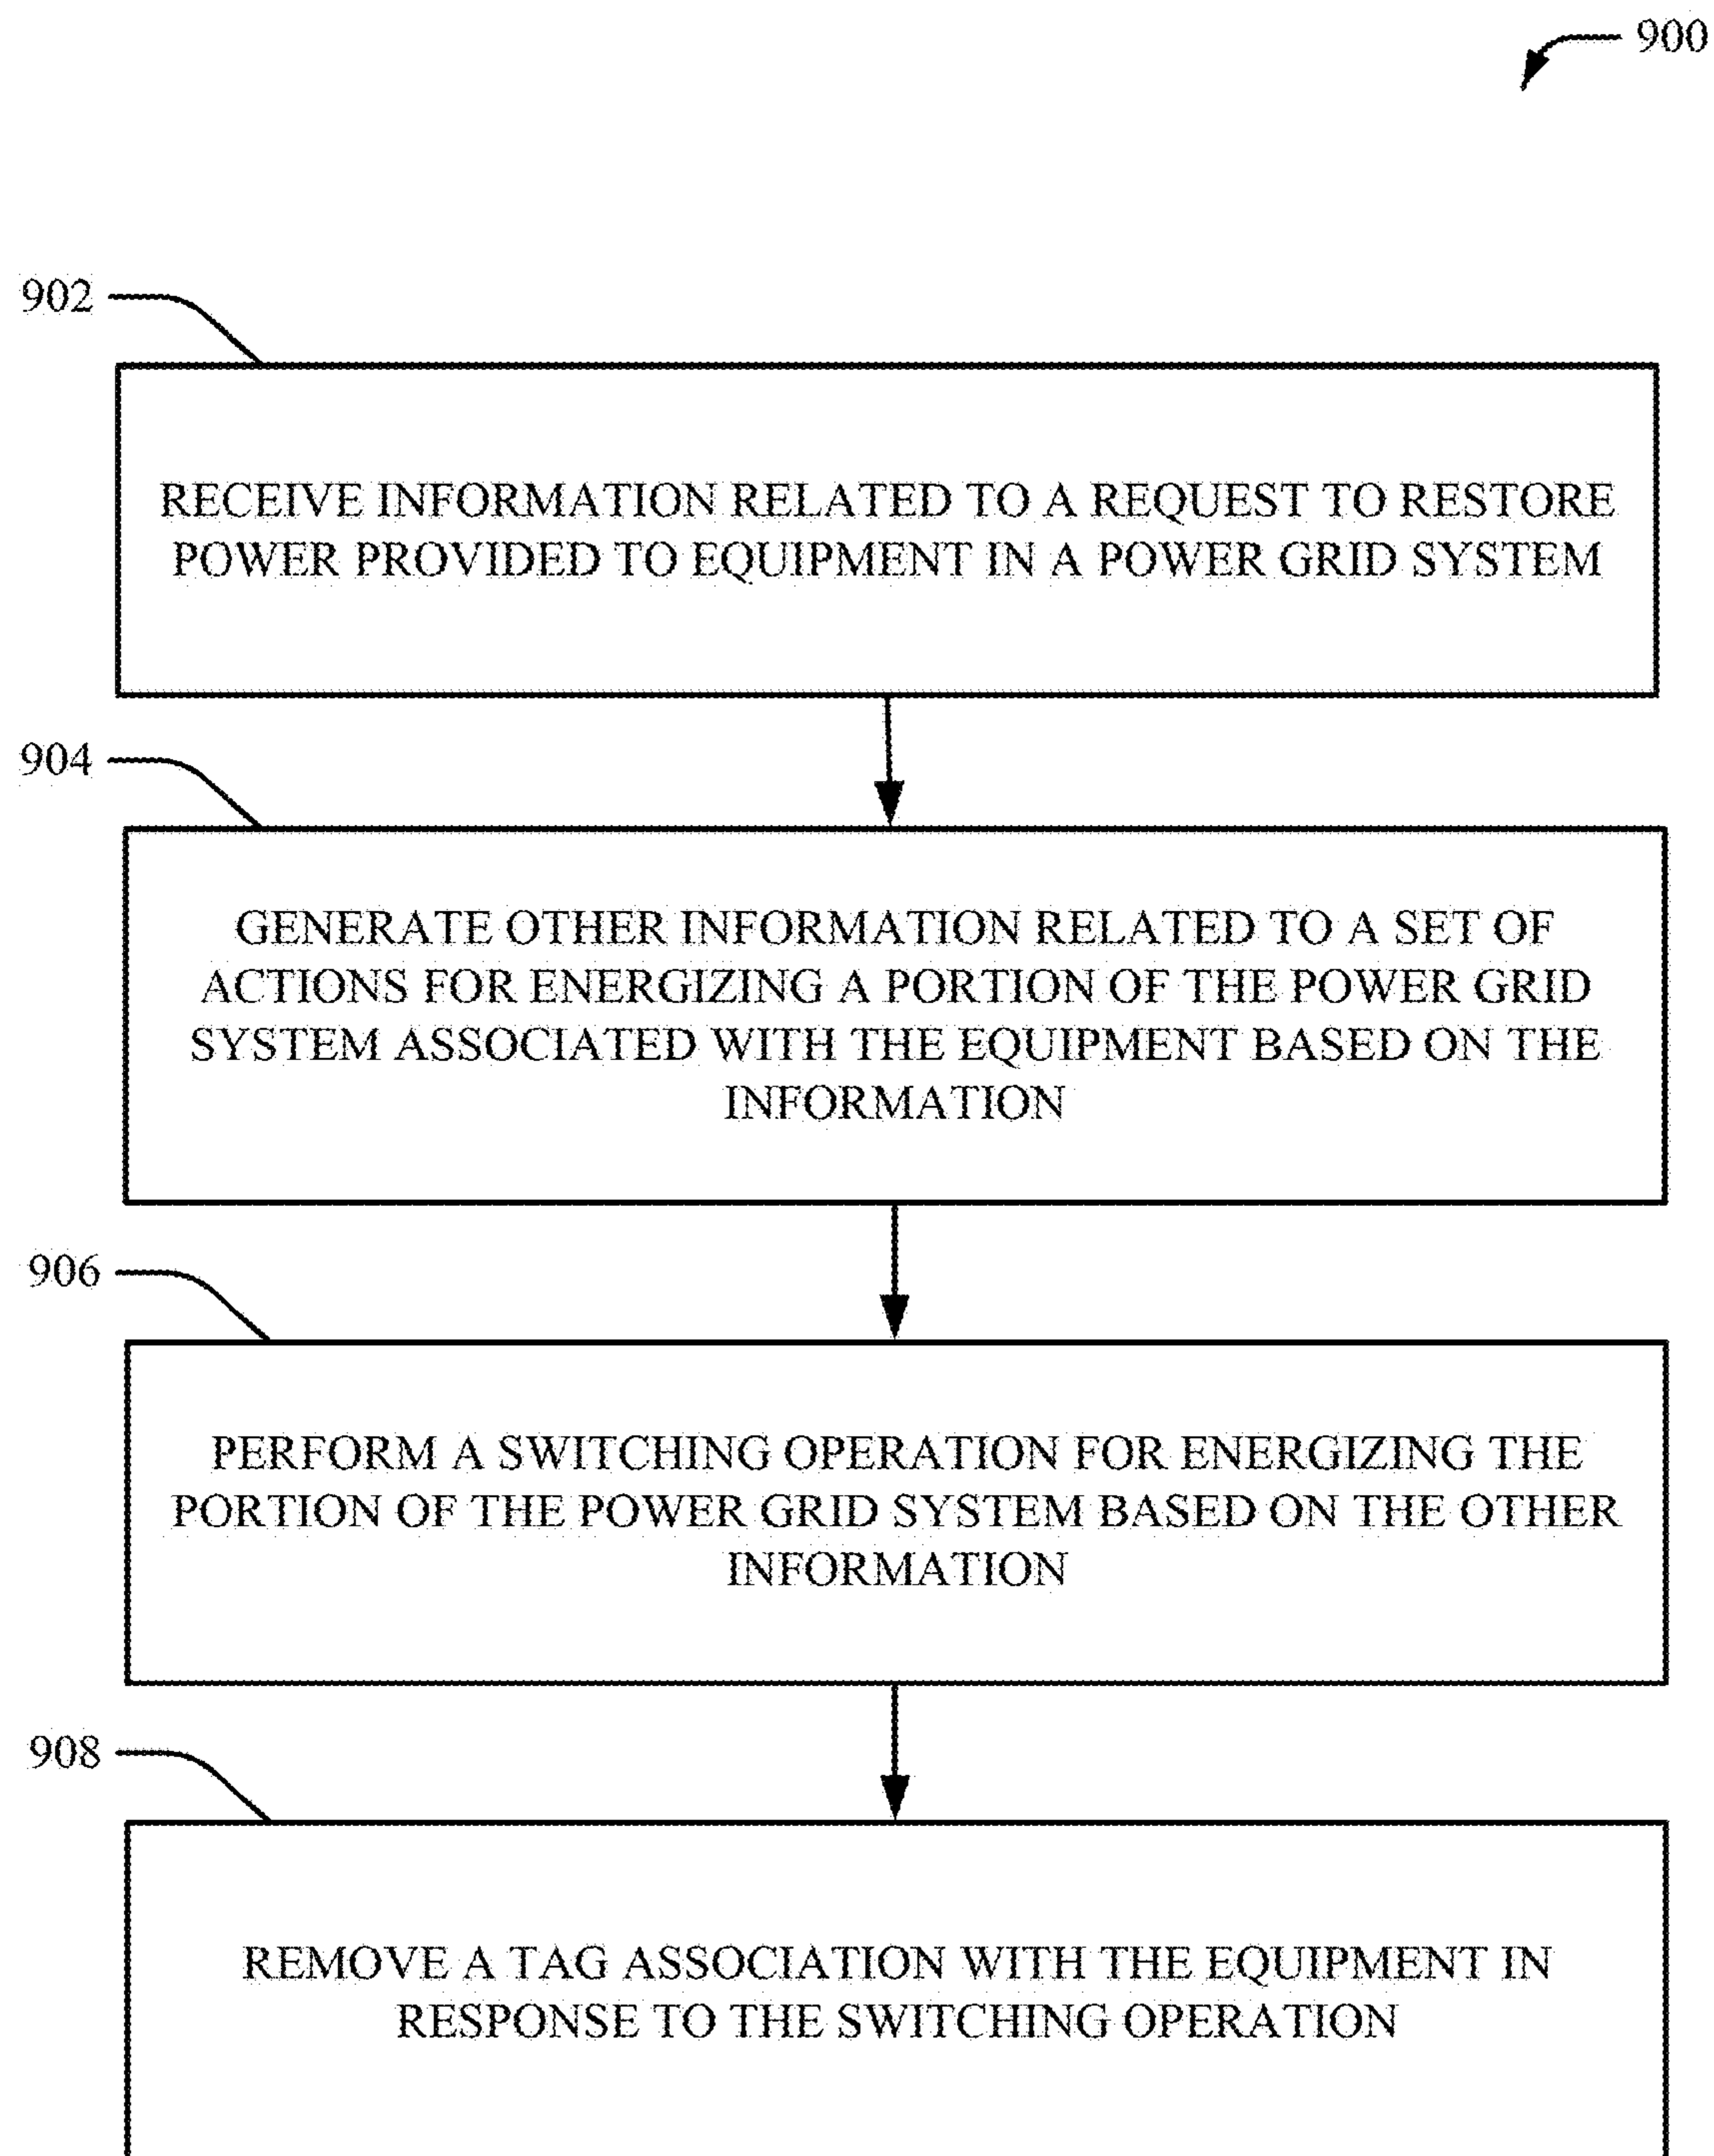 900
902
RECEIVE INFORMATION RELATED TO A REQUEST TO RESTORE
POWER PROVIDED TO EQUIPMENT IN A POWER GRID SYSTEM
904
GENERATE OTHER INFORMATION RELATED TO A SET OF
ACTIONS FOR ENERGIZING A PORTION OF THE POWER GRID
SYSTEM ASSOCIATED WITH THE EQUIPMENT BASED ON THE
INFORMATION
906
PERFORM A SWITCHING OPERATION FOR ENERGIZING THE
PORTION OF THE POWER GRID SYSTEM BASED ON THE OTHER
INFORMATION
908
REMOVE A TAG ASSOCIATION WITH THE EQUIPMENT IN
RESPONSE TO THE SWITCHING OPERATION